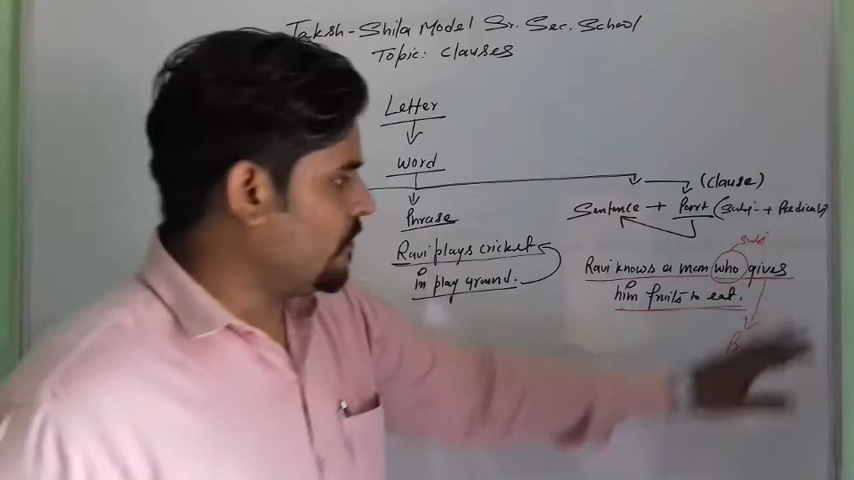 Taksh-Shila Model Sr. Sec. School
Topic: Clauses
Letter
word
(Clause)
Phrase
Sentence + Part (Subj + Predicate)
Ravi plays cricket
in play ground.
Subj
Ravi knows a man who gives
him fruits to eat.